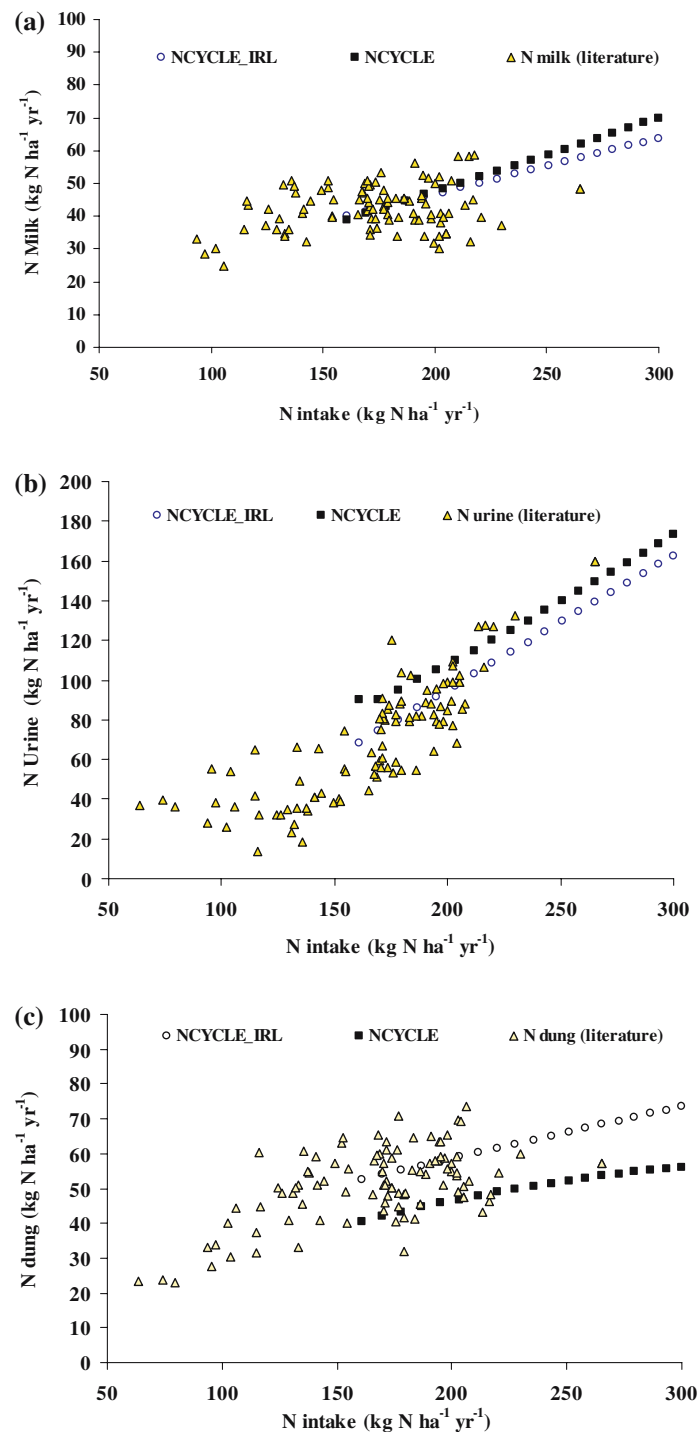 (a)
100
90
80
70
60
50
40
30
20
10
0
N Milk (kg N ha⁻¹ yr⁻¹)
NCYCLE_IRL NCYCLE N milk (literature)
50 100 150 200 250 300
N intake (kg N ha⁻¹ yr⁻¹)
(b)
200
180
160
140
120
100
80
60
40
20
0
N Urine (kg N ha⁻¹ yr⁻¹)
NCYCLE_IRL NCYCLE N urine (literature)
50 100 150 200 250 300
N intake (kg N ha⁻¹ yr⁻¹)
(c)
100
90
80
70
60
50
40
30
20
10
0
N dung (kg N ha⁻¹ yr⁻¹)
NCYCLE_IRL NCYCLE N dung (literature)
50 100 150 200 250 300
N intake (kg N ha⁻¹ yr⁻¹)